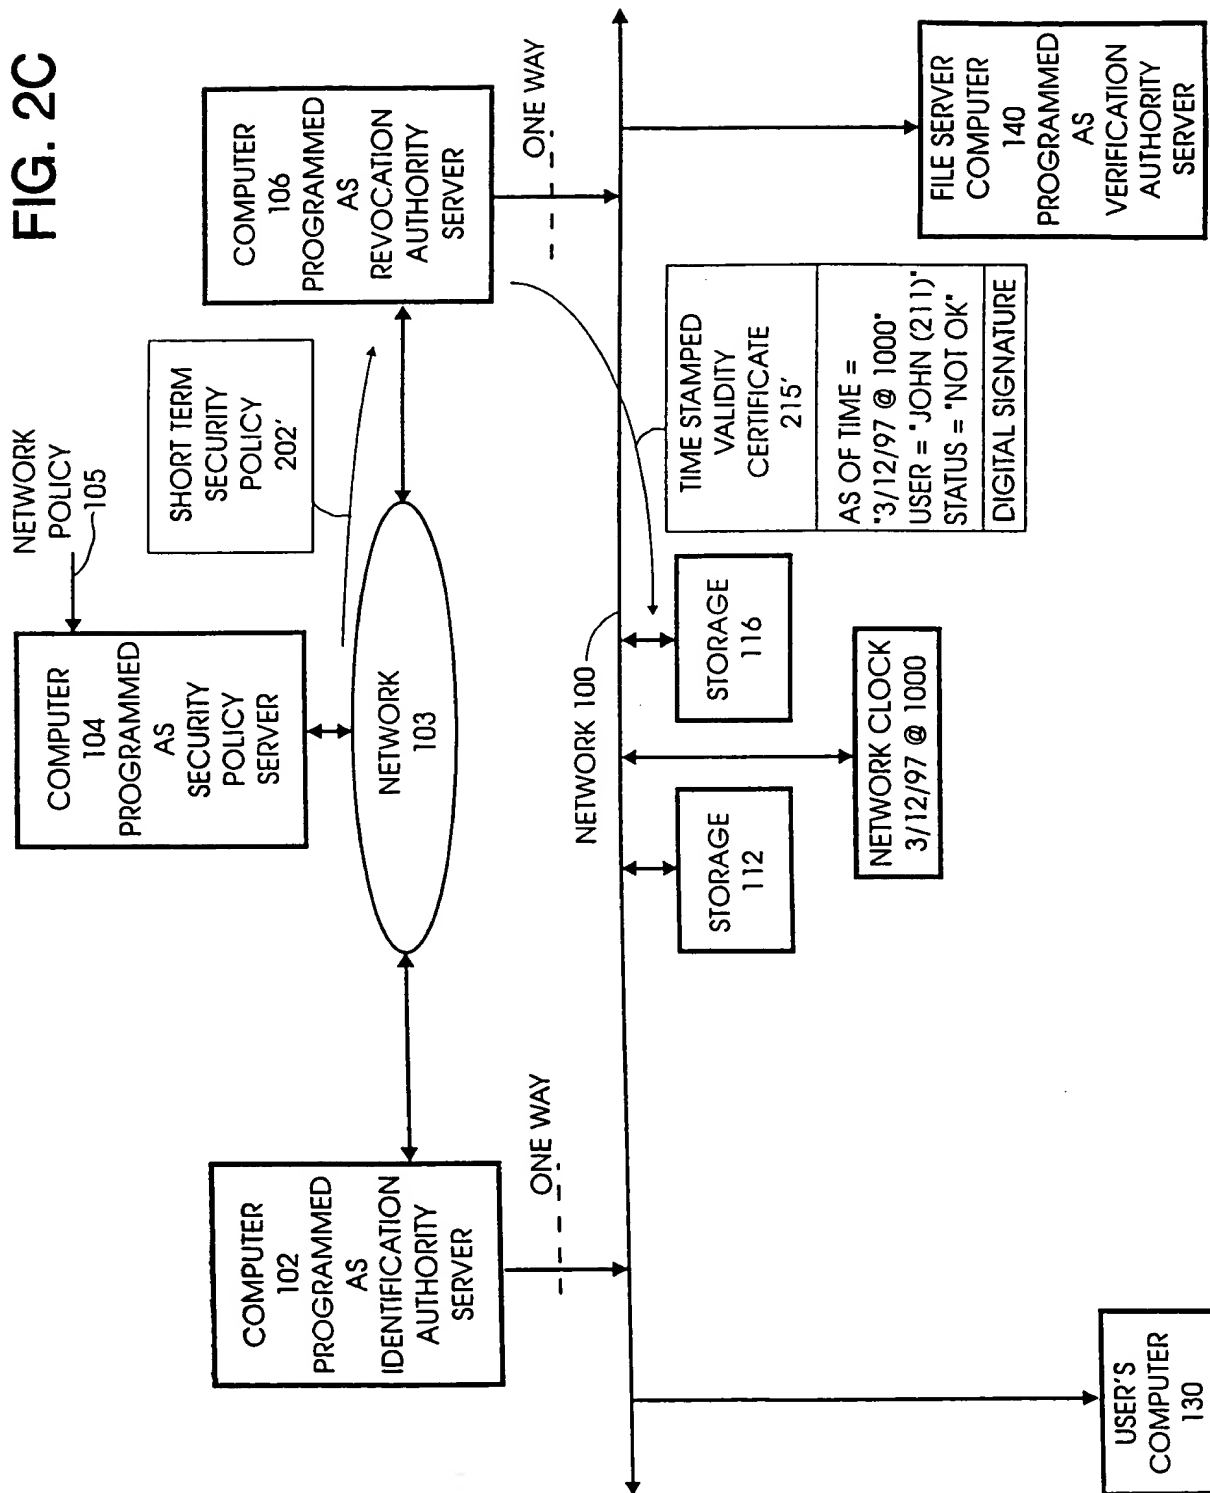 FIG. 2C
NETWORK
POLICY
105
COMPUTER
104
PROGRAMMED
AS
SECURITY
POLICY
SERVER
SHORT TERM
SECURITY
POLICY
202'
COMPUTER
102
PROGRAMMED
AS
IDENTIFICATION
AUTHORITY
SERVER
NETWORK
103
COMPUTER
106
PROGRAMMED
AS
REVOCATION
AUTHORITY
SERVER
ONE WAY
ONE WAY
NETWORK 100
STORAGE
112
STORAGE
116
TIME STAMPED
VALIDITY
CERTIFICATE
215'
AS OF TIME =
"3/12/97 @ 1000"
USER = "JOHN (211)"
STATUS = "NOT OK"
DIGITAL SIGNATURE
NETWORK CLOCK
3/12/97 @ 1000
USER'S
COMPUTER
130
FILE SERVER
COMPUTER
140
PROGRAMMED
AS
VERIFICATION
AUTHORITY
SERVER